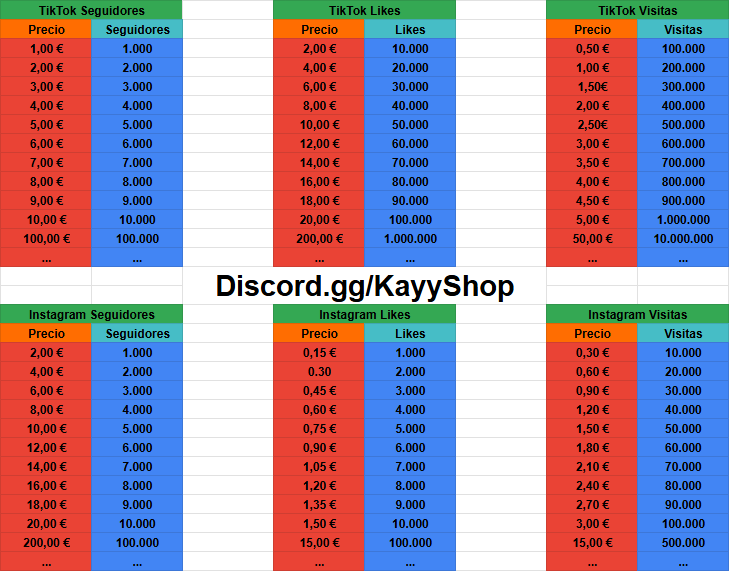 TikTok Seguidores TikTok Likes TikTok Visitas
Precio Seguidores Precio Likes Precio Visitas
1,00 € 1.000 2,00 € 10.000 0,50 € 100.000
2,00 € 2.000 4,00 € 20.000 1,00 € 200.000
3,00 € 3.000 6,00 € 30.000 1,50€ 300.000
4,00 € 4.000 8,00 € 40.000 2,00 € 400.000
5,00 € 5.000 10,00 € 50.000 2,50€ 500.000
6,00 € 6.000 12,00 € 60.000 3,00 € 600.000
7,00 € 7.000 14,00 € 70.000 3,50 € 700.000
8,00 € 8.000 16,00 € 80.000 4,00 € 800.000
9,00 € 9.000 18,00 € 90.000 4,50 € 900.000
10,00 € 10.000 20,00 € 100.000 5,00 € 1.000.000
100,00 € 100.000 200,00 € 1.000.000 50,00 € 10.000.000
... ... ... ... ... ...
Discord.gg/KayyShop
Instagram Seguidores Instagram Likes Instagram Visitas
Precio Seguidores Precio Likes Precio Visitas
2,00 € 1.000 0,15 € 1.000 0,30 € 10.000
4,00 € 2.000 0.30 2.000 0,60 € 20.000
6,00 € 3.000 0,45 € 3.000 0,90 € 30.000
8,00 € 4.000 0,60 € 4.000 1,20 € 40.000
10,00 € 5.000 0,75 € 5.000 1,50 € 50.000
12,00 € 6.000 0,90 € 6.000 1,80 € 60.000
14,00 € 7.000 1,05 € 7.000 2,10 € 70.000
16,00 € 8.000 1,20 € 8.000 2,40 € 80.000
18,00 € 9.000 1,35 € 9.000 2,70 € 90.000
20,00 € 10.000 1,50 € 10.000 3,00 € 100.000
200,00 € 100.000 15,00 € 100.000 15,00 € 500.000
... ... ... ... ... ...